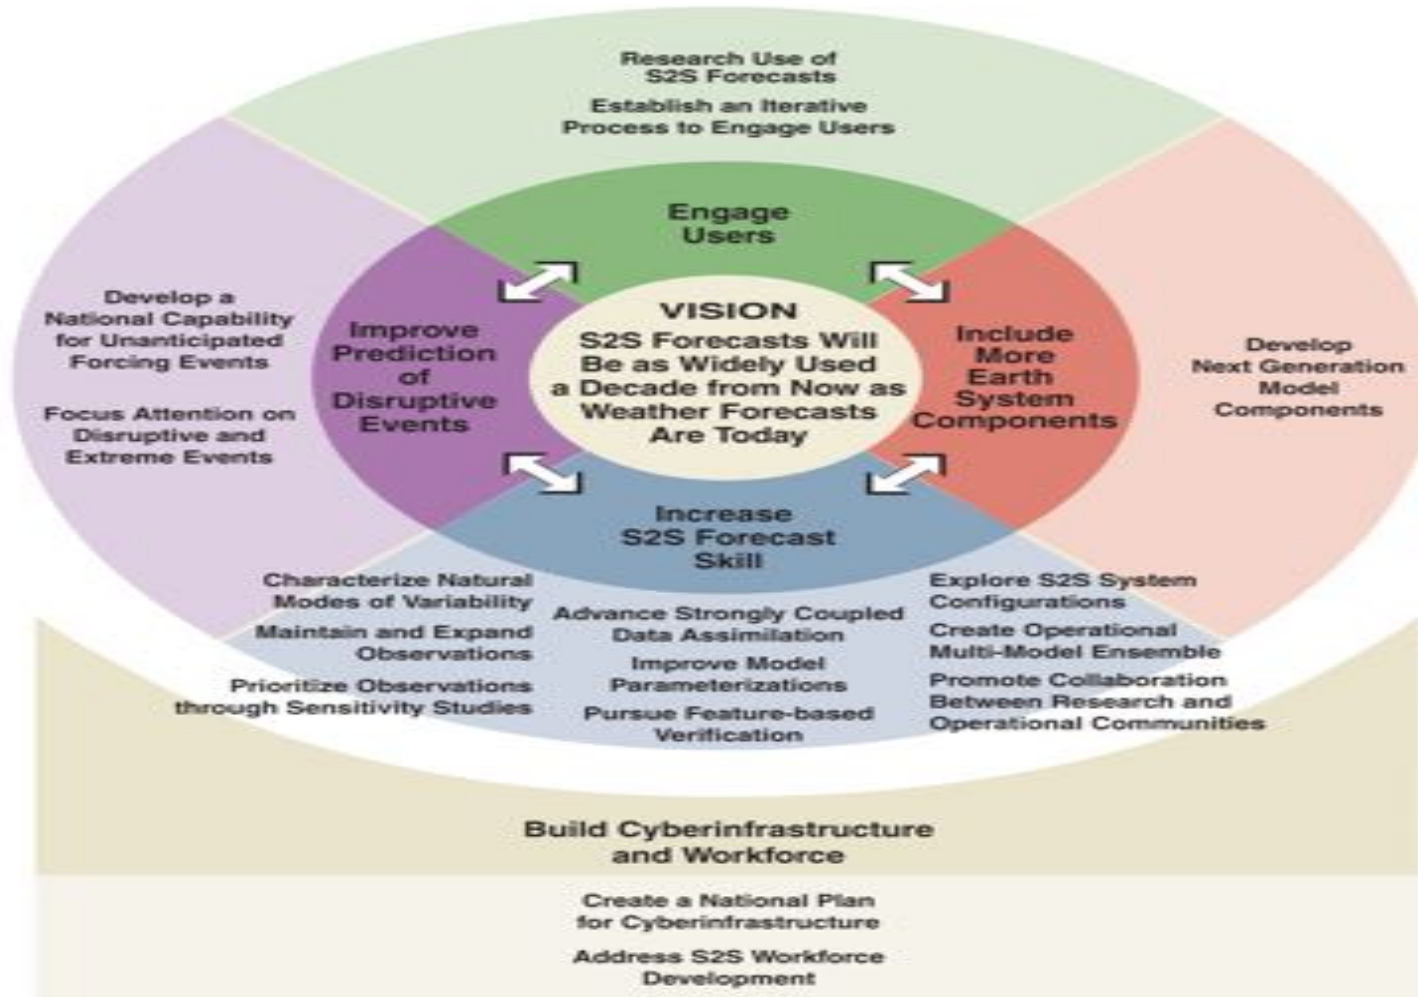 Research Use of
S2S Forecasts
Establish an Iterative
Process to Engage Users
Engage
Users
Develop a
National Capability
for Unanticipated
Forcing Events
Focus Attention on
Disruptive and
Extreme Events
Improve
Prediction
of
Disruptive
Events
VISION
S2S Forecasts Will
Be as Widely Used
a Decade from Now as
Weather Forecasts
Are Today
Include
More
Earth
System
Components
Develop
Next Generation
Model
Components
Increase
S2S Forecast
Skill
Characterize Natural
Modes of Variability
Maintain and Expand
Observations
Prioritize Observations
through Sensitivity Studies
Advance Strongly Coupled
Data Assimilation
Improve Model
Parameterizations
Pursue Feature-based
Verification
Explore S2S System
Configurations
Create Operational
Multi-Model Ensemble
Promote Collaboration
Between Research and
Operational Communities
Build Cyberinfrastructure
and Workforce
Create a National Plan
for Cyberinfrastructure
Address S2S Workforce
Development